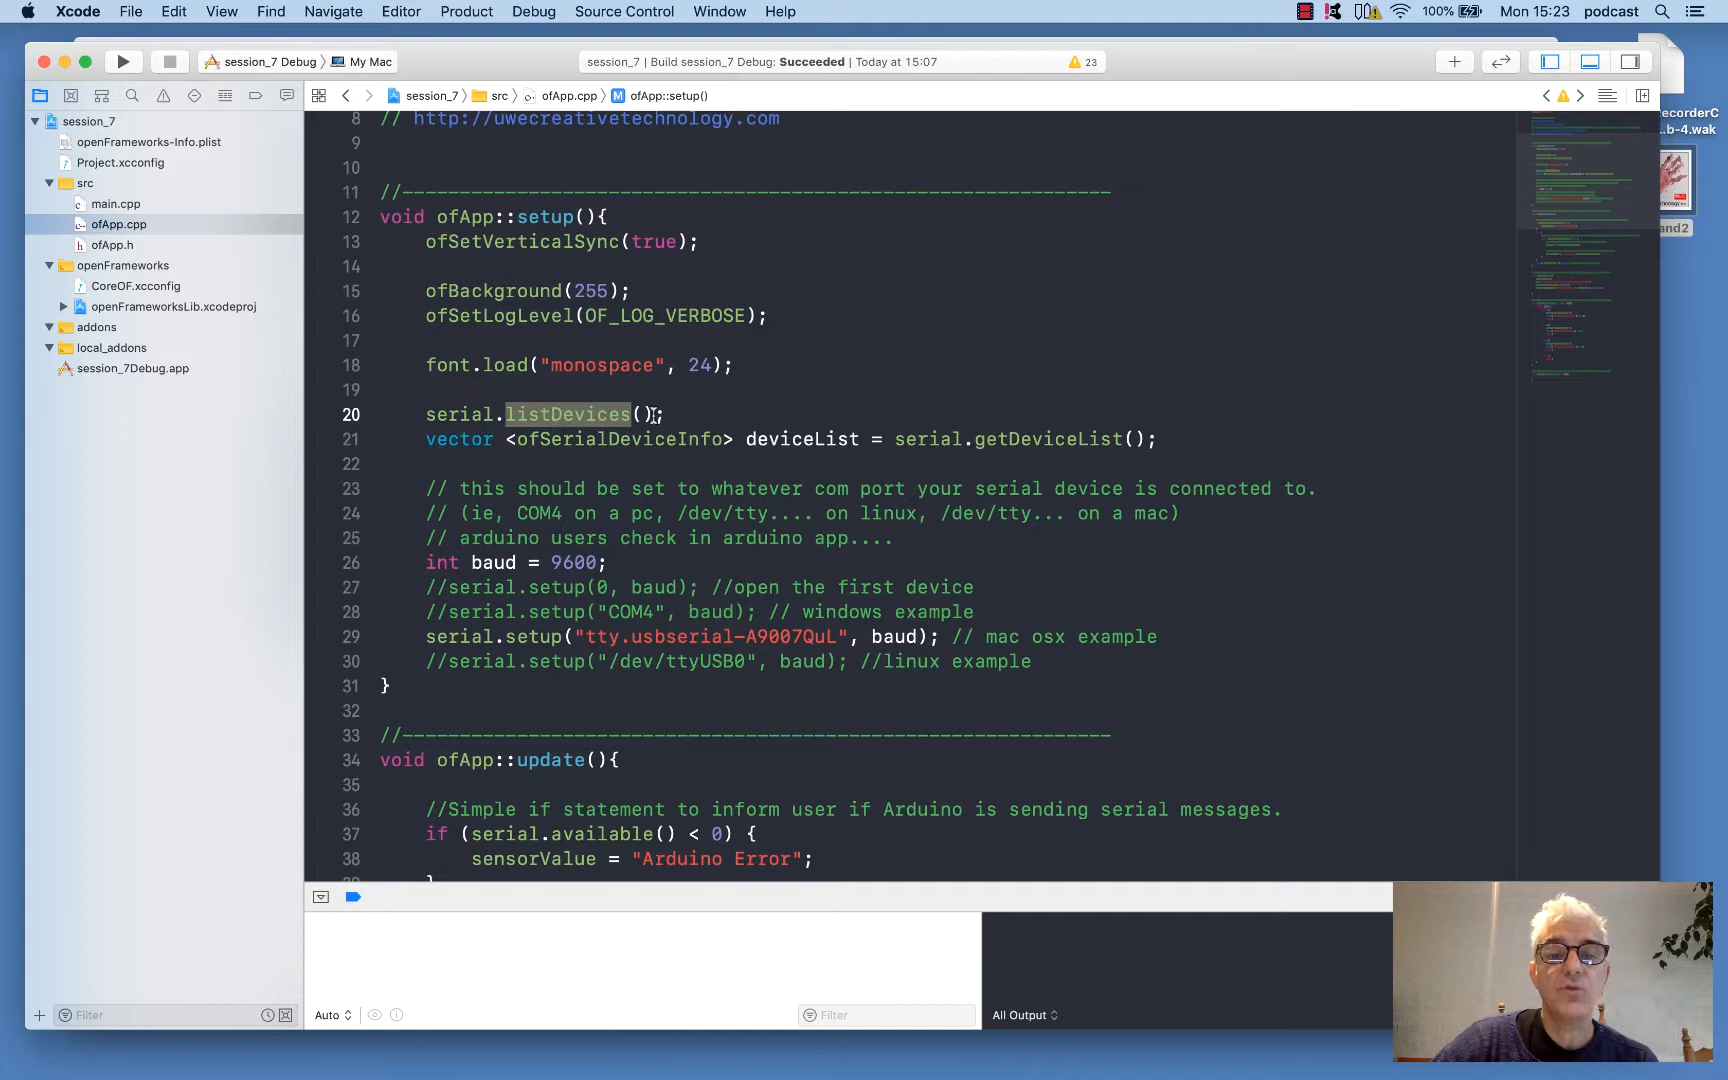 Xcode File Edit View Find Navigate Editor Product Debug Source Control Window Help 100% Mon 15:23 podcast
session_7 Debug My Mac session_7 | Build session_7 Debug: Succeeded | Today at 15:07 23
session_7 src ofApp.cpp M ofApp::setup()
session_7
openFrameworks-Info.plist
Project.xcconfig
src
main.cpp
ofApp.cpp
ofApp.h
openFrameworks
CoreOF.xcconfig
openFrameworksLib.xcodeproj
addons
local_addons
session_7Debug.app
Filter
8 // http://uwecreativetechnology.com
9
10
11 //--------------------------------------------------------------
12 void ofApp::setup(){
13 ofSetVerticalSync(true);
14
15 ofBackground(255);
16 ofSetLogLevel(OF_LOG_VERBOSE);
17
18 font.load("monospace", 24);
19
20 serial.listDevices();
21 vector <ofSerialDeviceInfo> deviceList = serial.getDeviceList();
22
23 // this should be set to whatever com port your serial device is connected to.
24 // (ie, COM4 on a pc, /dev/tty.... on linux, /dev/tty... on a mac)
25 // arduino users check in arduino app....
26 int baud = 9600;
27 //serial.setup(0, baud); //open the first device
28 //serial.setup("COM4", baud); // windows example
29 serial.setup("tty.usbserial-A9007QuL", baud); // mac osx example
30 //serial.setup("/dev/ttyUSB0", baud); //linux example
31 }
32
33 //--------------------------------------------------------------
34 void ofApp::update(){
35
36 //Simple if statement to inform user if Arduino is sending serial messages.
37 if (serial.available() < 0) {
38 sensorValue = "Arduino Error";
}
Auto Filter All Output
ecorderC
...b-4.wak
and2